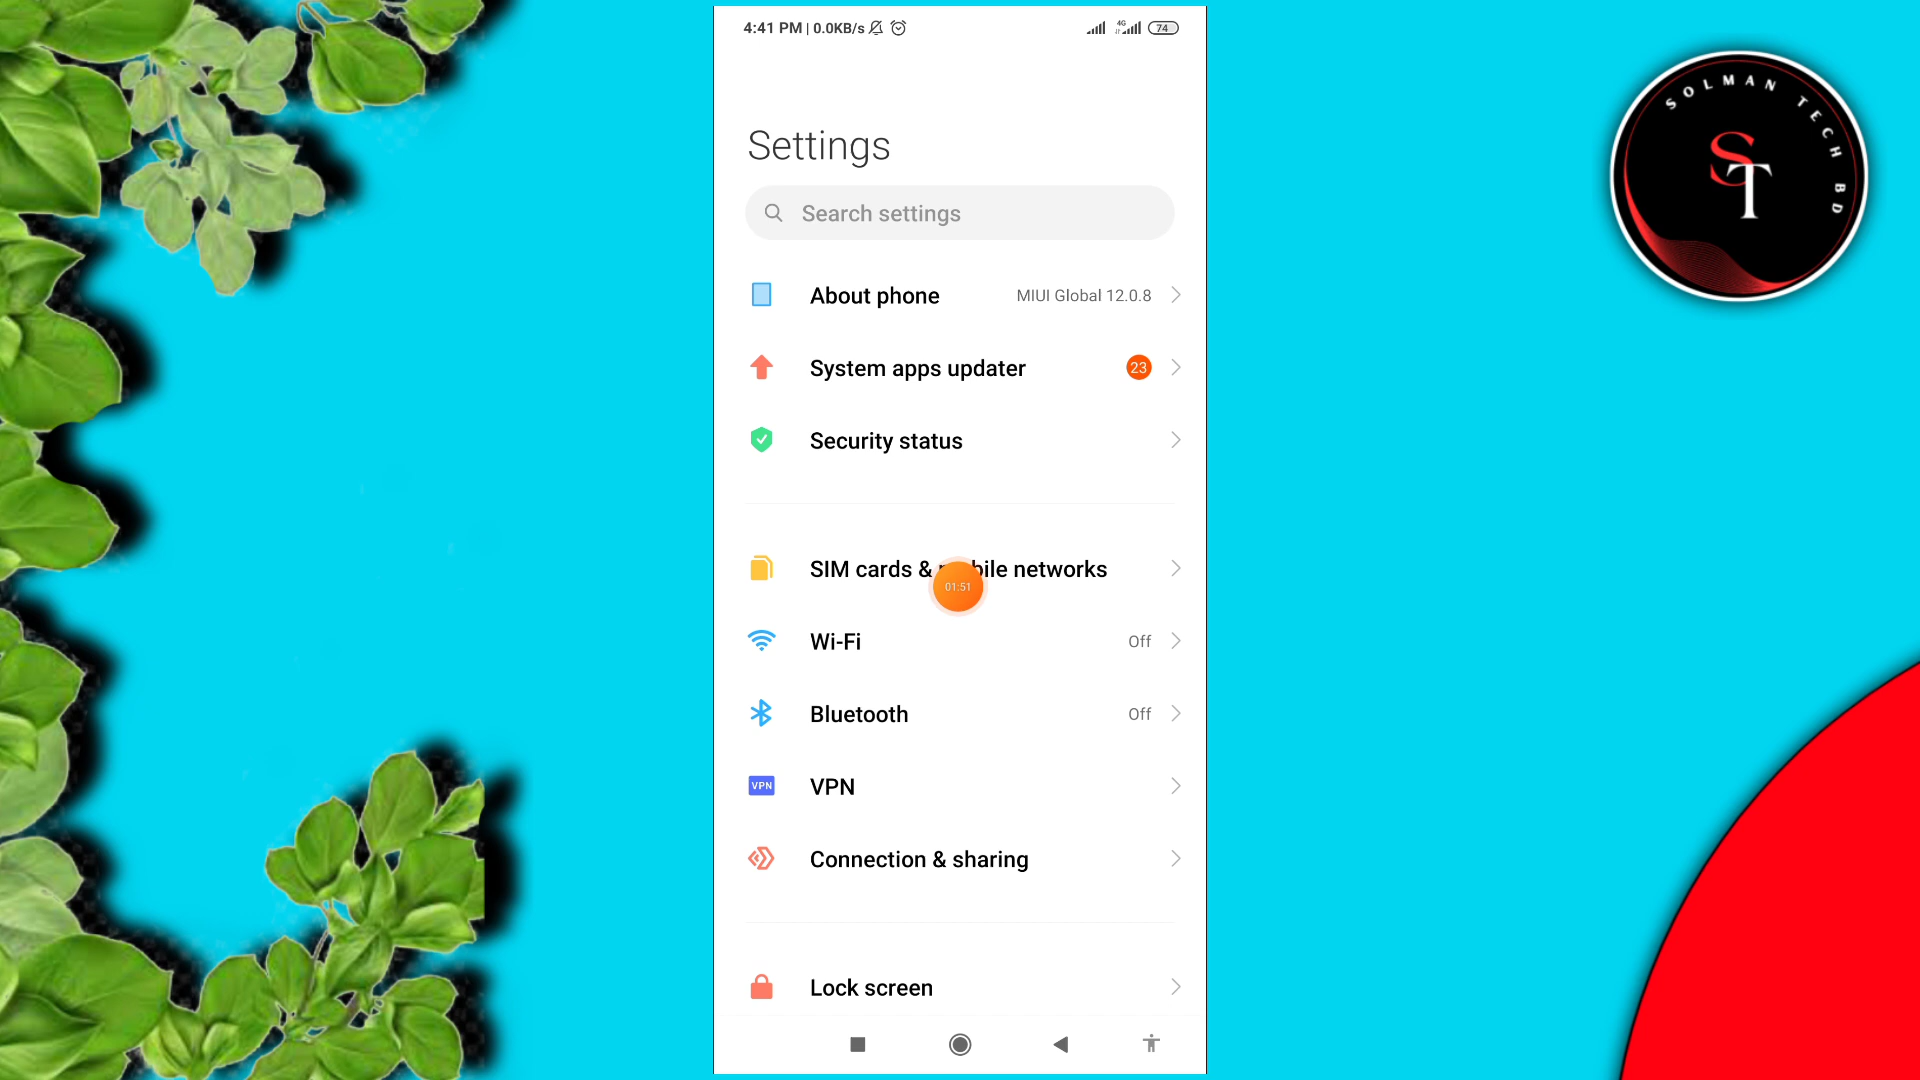 4:41 PM | 0.0KB/s
4G
74
Settings
Search settings
About phone
MIUI Global 12.0.8
System apps updater
23
Security status
SIM cards & mobile networks
01:51
Wi-Fi
Off
Bluetooth
Off
VPN
VPN
Connection & sharing
Lock screen
SOLMAN TECH BD
ST